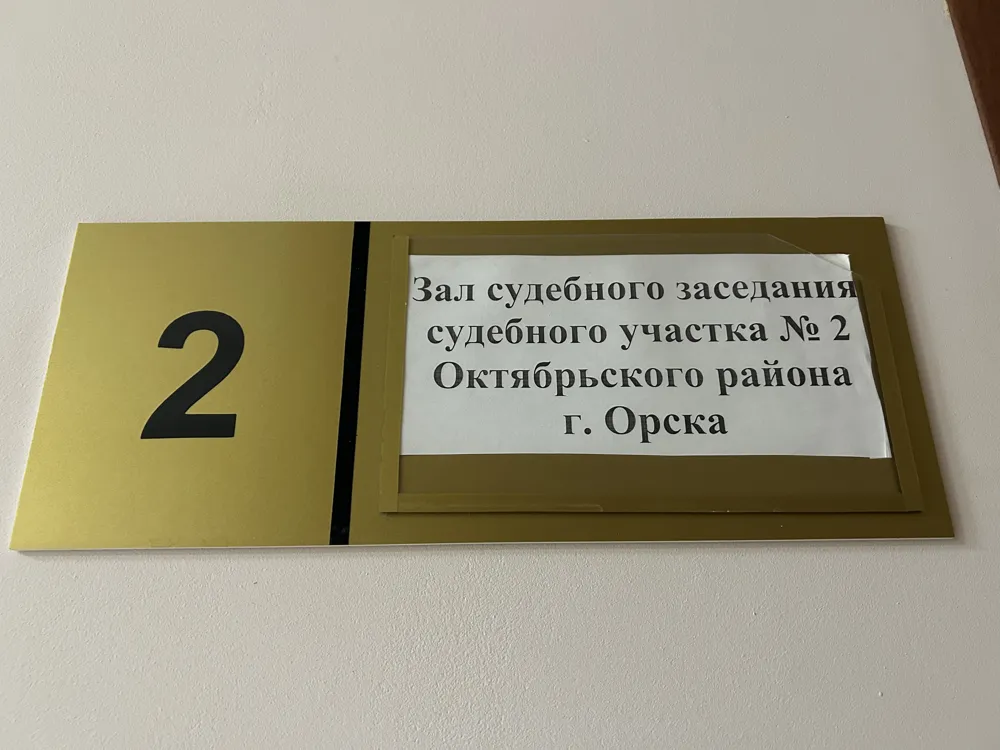 2
Зал судебного заседания
судебного участка № 2
Октябрьского района
г. Орска